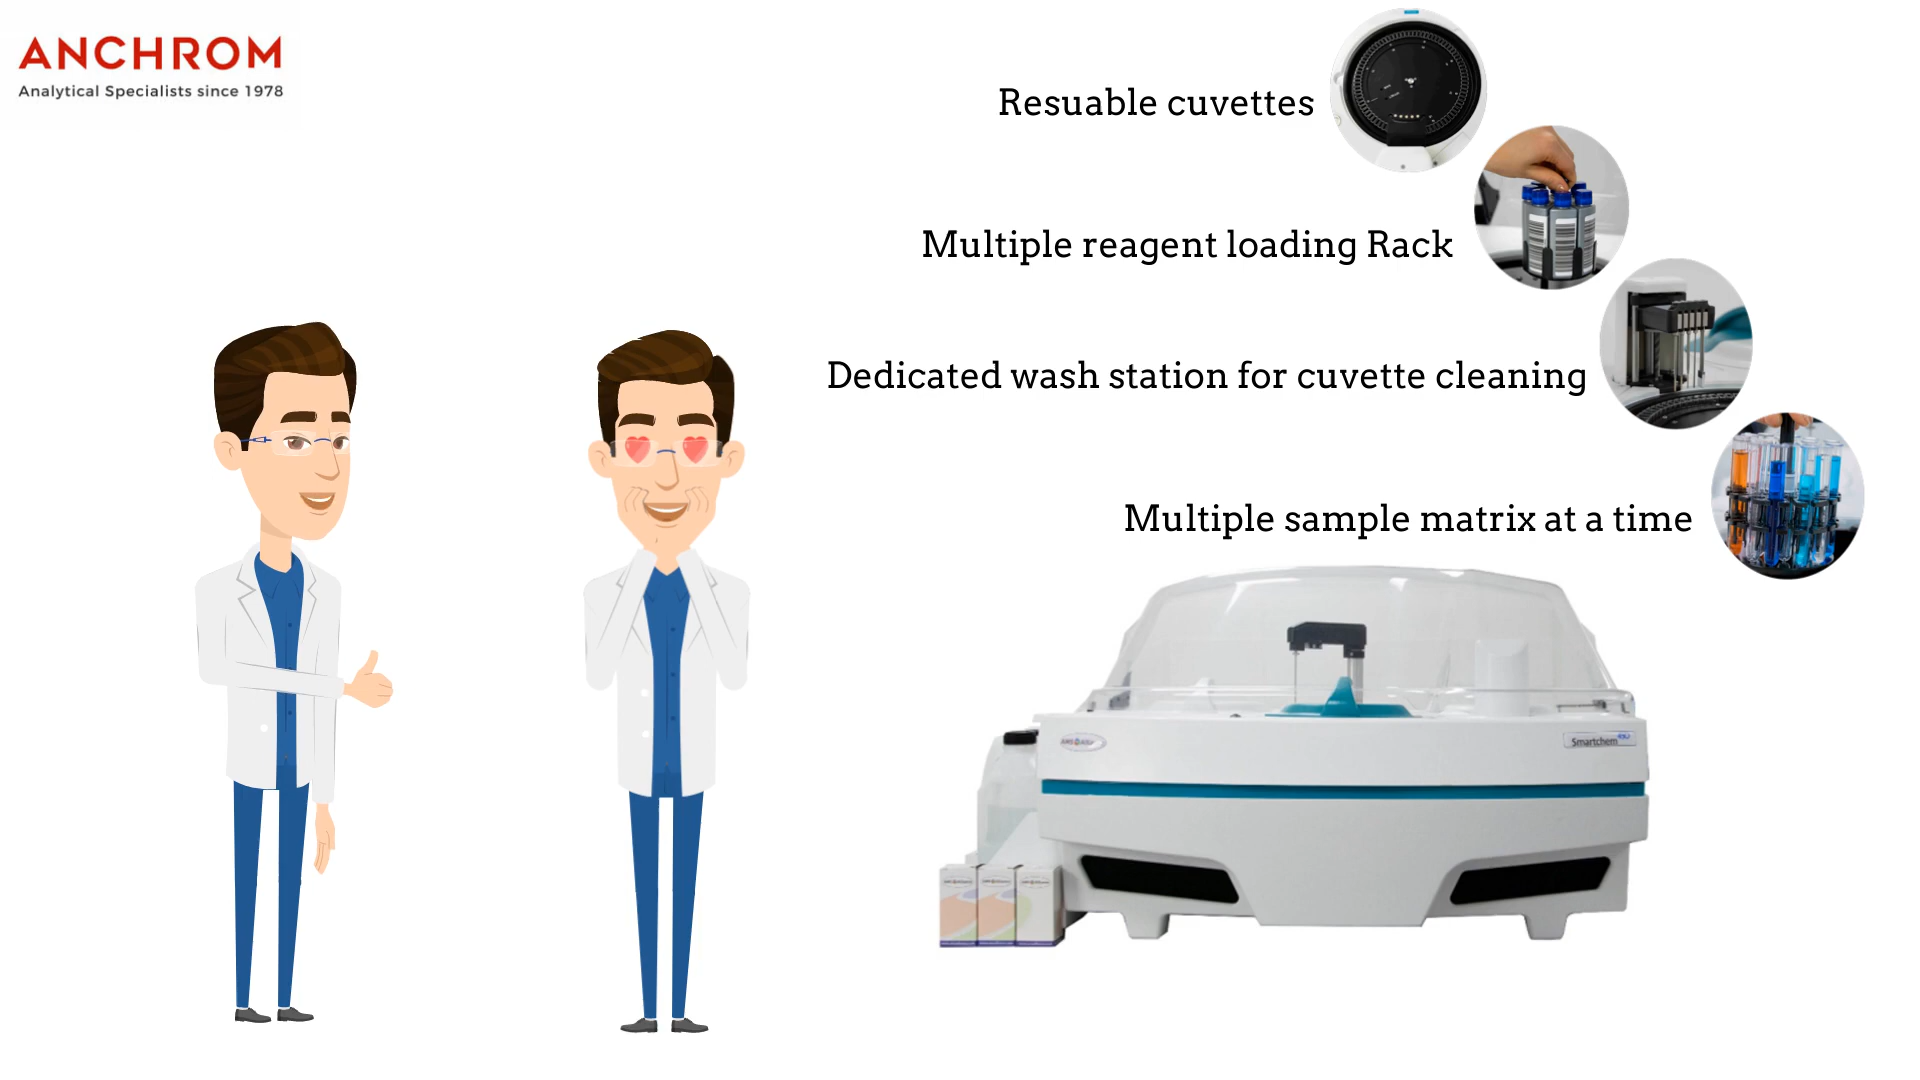 ANCHROM
Analytical Specialists since 1978
Resuable cuvettes
Multiple reagent loading Rack
Dedicated wash station for cuvette cleaning
Multiple sample matrix at a time
Smartchem